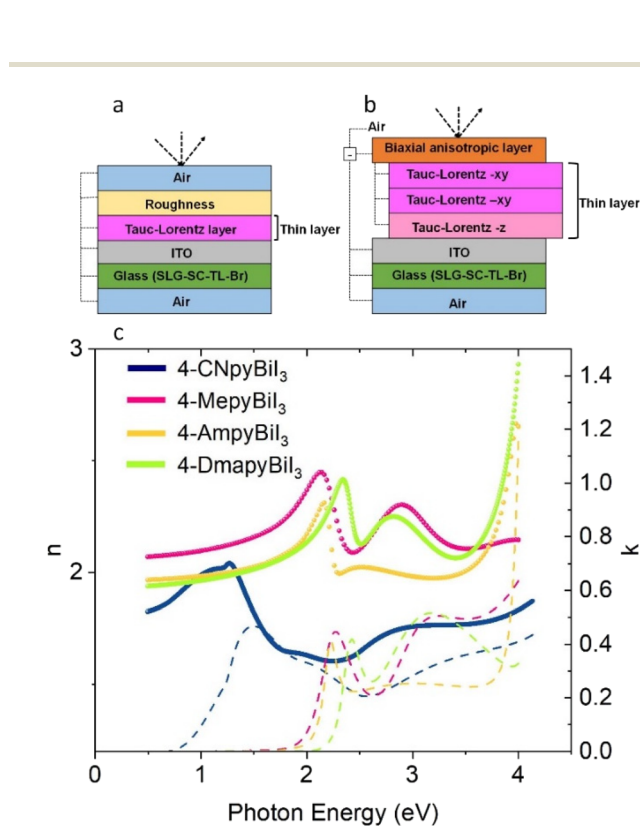 a
Air
Roughness
Tauc-Lorentz layer
Thin layer
ITO
Glass (SLG-SC-TL-Br)
Air
b
Air
-
Biaxial anisotropic layer
Tauc-Lorentz -xy
Tauc-Lorentz –xy
Tauc-Lorentz -z
Thin layer
ITO
Glass (SLG-SC-TL-Br)
Air
c
4-CNpyBiI₃
4-MepyBiI₃
4-AmpyBiI₃
4-DmapyBiI₃
n
3
2
k
1.4
1.2
1.0
0.8
0.6
0.4
0.2
0.0
0 1 2 3 4
Photon Energy (eV)